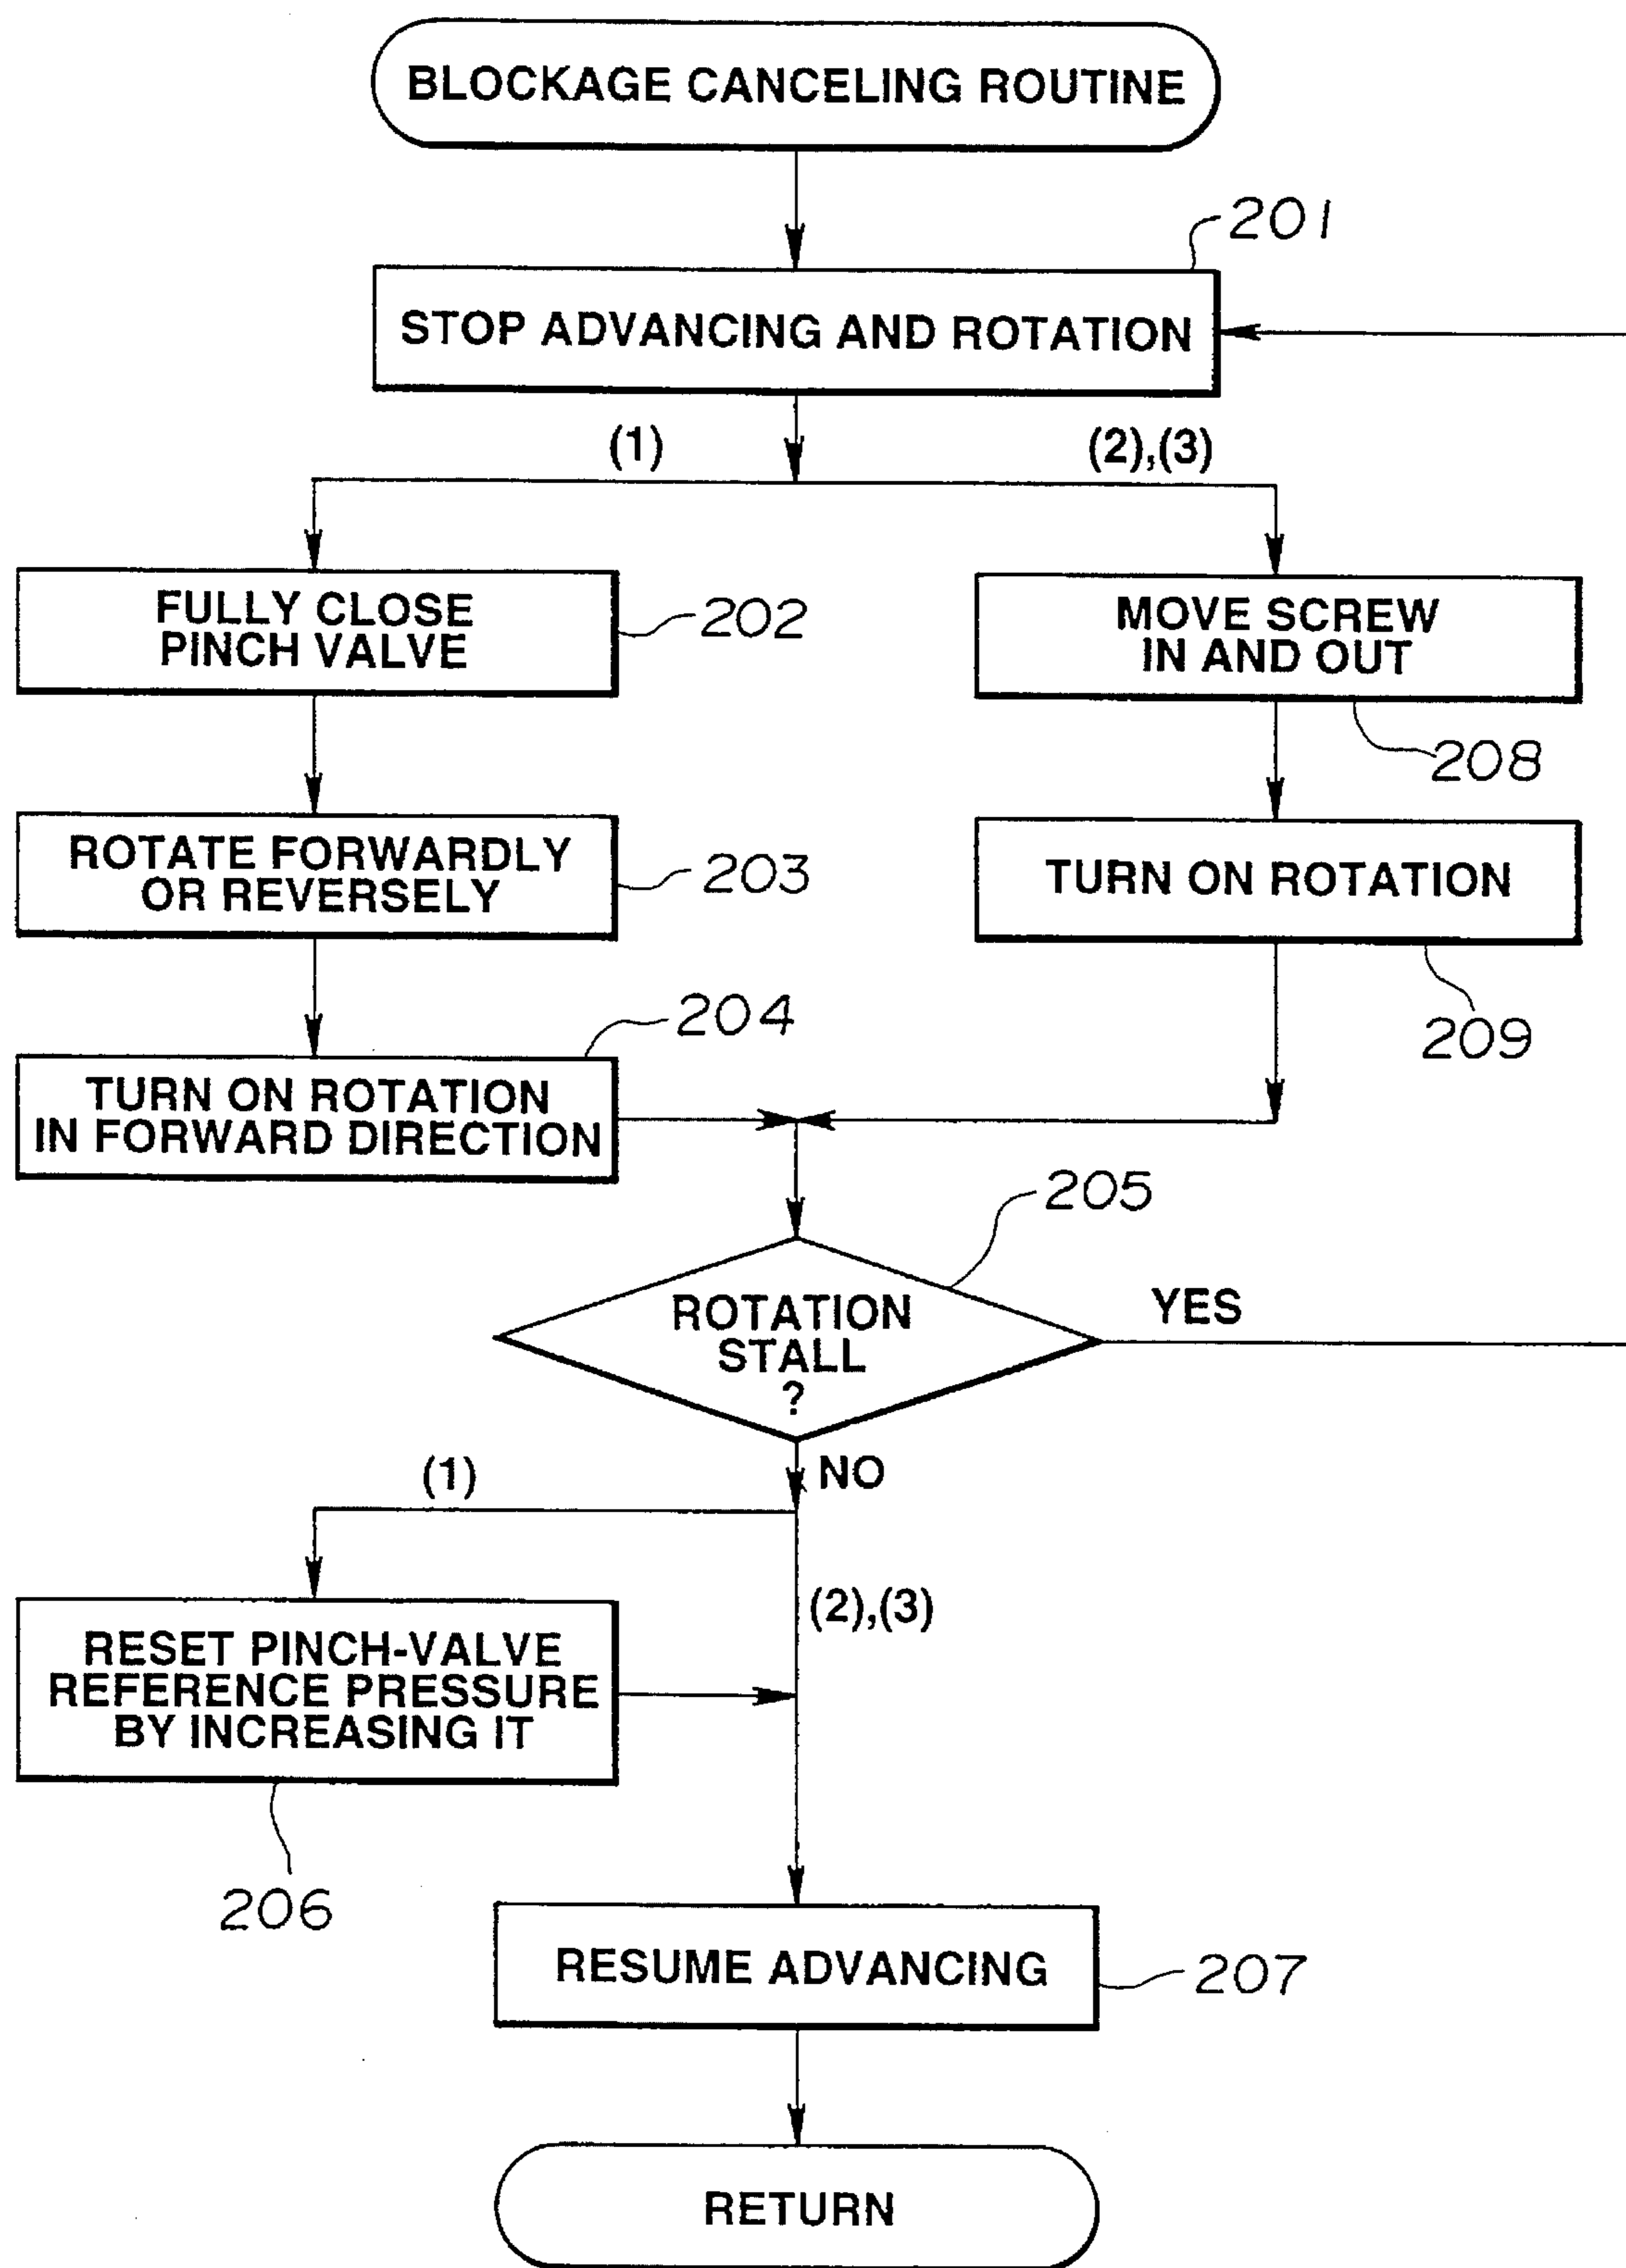 BLOCKAGE CANCELING ROUTINE
201
STOP ADVANCING AND ROTATION
(1)
(2),(3)
FULLY CLOSE
PINCH VALVE
202
MOVE SCREW
IN AND OUT
208
ROTATE FORWARDLY
OR REVERSELY
203
TURN ON ROTATION
209
204
TURN ON ROTATION
IN FORWARD DIRECTION
205
ROTATION
STALL
?
YES
NO
(1)
(2),(3)
RESET PINCH-VALVE
REFERENCE PRESSURE
BY INCREASING IT
206
RESUME ADVANCING
207
RETURN